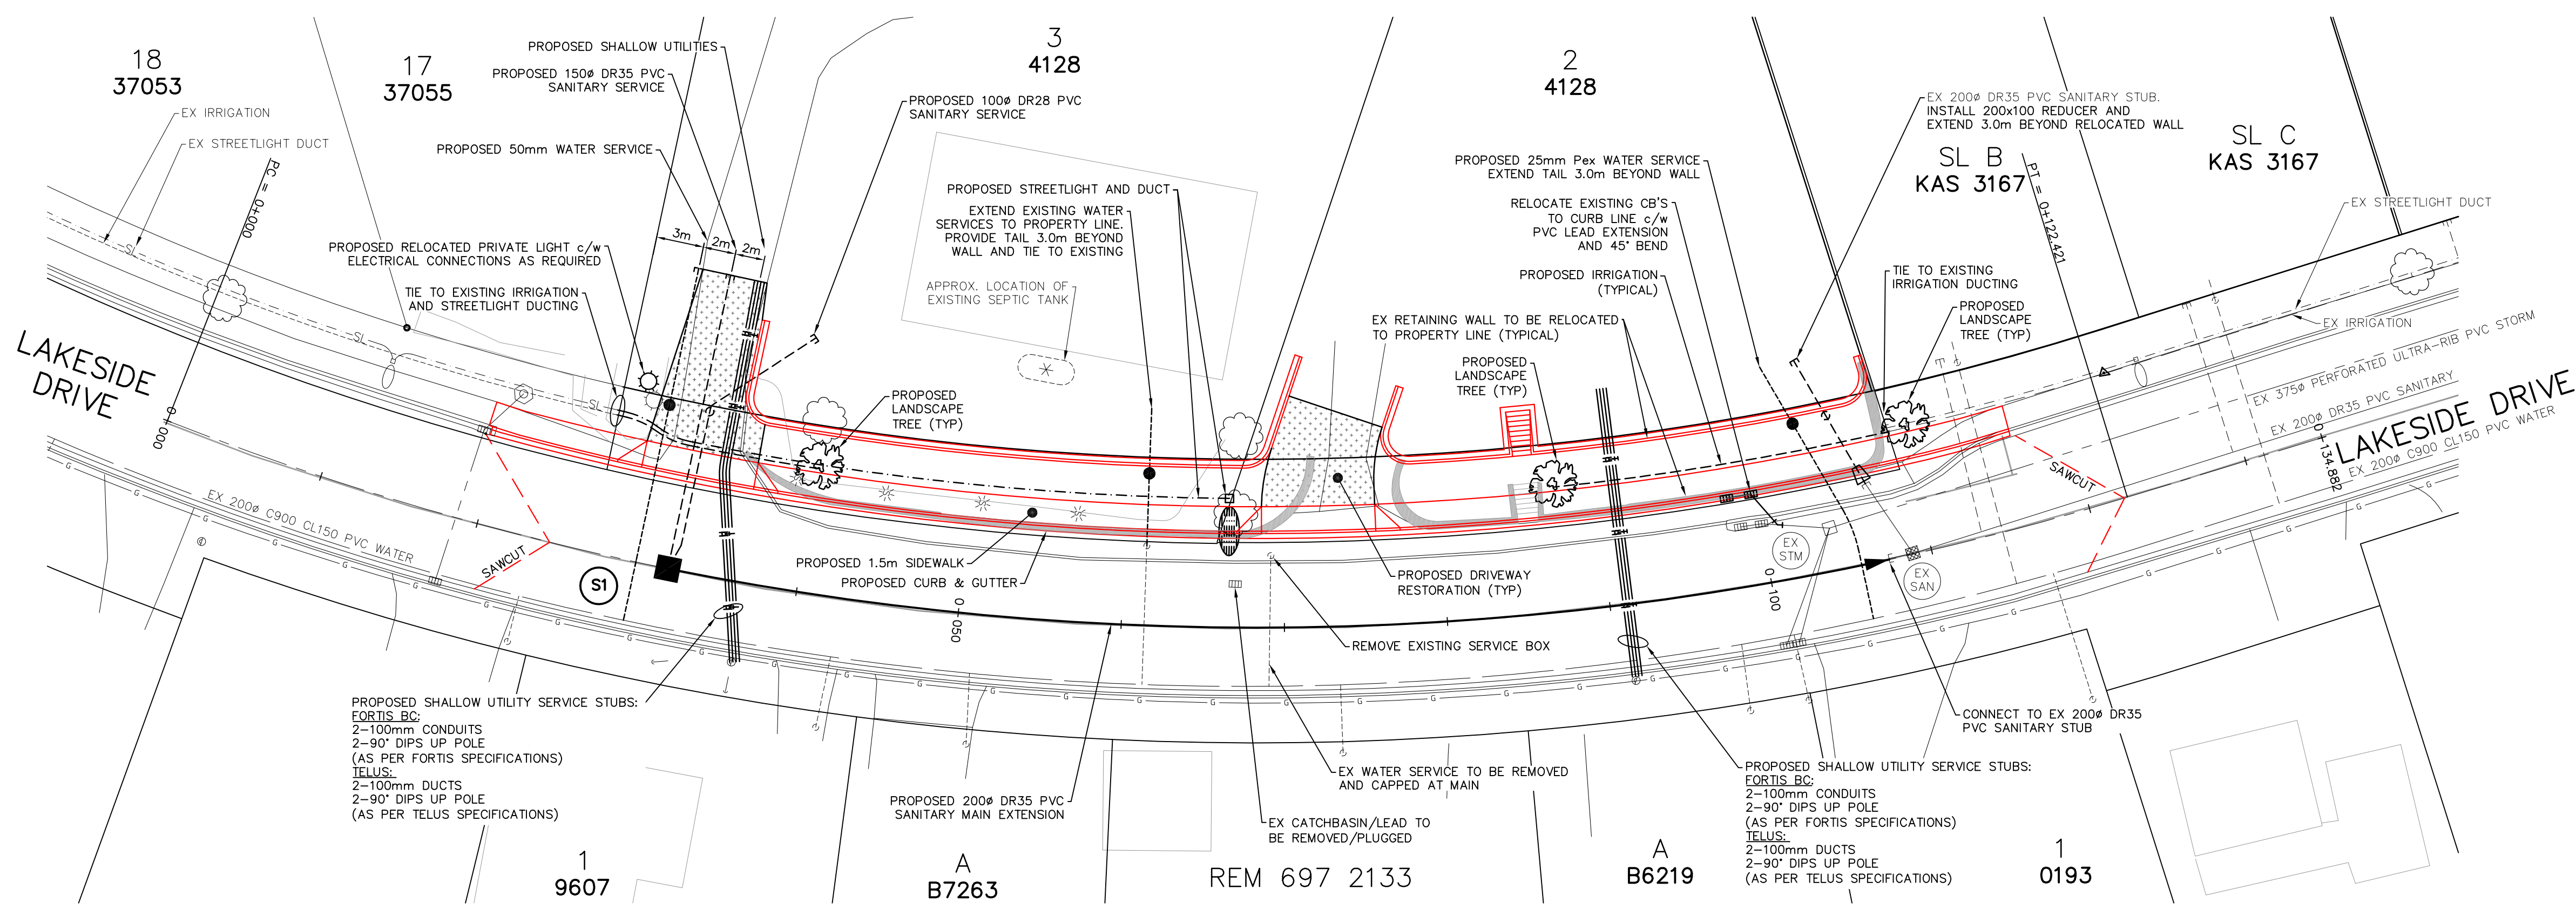 18
37053
17
37055
3
4128
2
4128
SL B
KAS 3167
SL C
KAS 3167
EX IRRIGATION
EX STREETLIGHT DUCT
PC = 0+000
PROPOSED SHALLOW UTILITIES
PROPOSED 150ø DR35 PVC
SANITARY SERVICE
PROPOSED 50mm WATER SERVICE
PROPOSED RELOCATED PRIVATE LIGHT c/w
ELECTRICAL CONNECTIONS AS REQUIRED
TIE TO EXISTING IRRIGATION
AND STREETLIGHT DUCTING
3m
2m
2m
PROPOSED 100ø DR28 PVC
SANITARY SERVICE
PROPOSED STREETLIGHT AND DUCT
EXTEND EXISTING WATER
SERVICES TO PROPERTY LINE.
PROVIDE TAIL 3.0m BEYOND
WALL AND TIE TO EXISTING
APPROX. LOCATION OF
EXISTING SEPTIC TANK
PROPOSED
LANDSCAPE
TREE (TYP)
PROPOSED 25mm Pex WATER SERVICE
EXTEND TAIL 3.0m BEYOND WALL
RELOCATE EXISTING CB'S
TO CURB LINE c/w
PVC LEAD EXTENSION
AND 45° BEND
PROPOSED IRRIGATION
(TYPICAL)
EX RETAINING WALL TO BE RELOCATED
TO PROPERTY LINE (TYPICAL)
PROPOSED
LANDSCAPE
TREE (TYP)
EX 200ø DR35 PVC SANITARY STUB.
INSTALL 200x100 REDUCER AND
EXTEND 3.0m BEYOND RELOCATED WALL
PT = 0+122.421
TIE TO EXISTING
IRRIGATION DUCTING
PROPOSED
LANDSCAPE
TREE (TYP)
EX STREETLIGHT DUCT
EX IRRIGATION
EX 375ø PERFORATED ULTRA-RIB PVC STORM
EX 200ø DR35 PVC SANITARY
EX 200ø C900 CL150 PVC WATER
LAKESIDE DRIVE
0+134.882
SAWCUT
LAKESIDE
DRIVE
0+000
SL
SL
SL
EX 200ø C900 CL150 PVC WATER
SAWCUT
S1
PROPOSED 1.5m SIDEWALK
PROPOSED CURB & GUTTER
0+050
PROPOSED DRIVEWAY
RESTORATION (TYP)
REMOVE EXISTING SERVICE BOX
EX
STM
EX
SAN
0+100
PROPOSED SHALLOW UTILITY SERVICE STUBS:
FORTIS BC:
2-100mm CONDUITS
2-90° DIPS UP POLE
(AS PER FORTIS SPECIFICATIONS)
TELUS:
2-100mm DUCTS
2-90° DIPS UP POLE
(AS PER TELUS SPECIFICATIONS)
PROPOSED 200ø DR35 PVC
SANITARY MAIN EXTENSION
EX WATER SERVICE TO BE REMOVED
AND CAPPED AT MAIN
EX CATCHBASIN/LEAD TO
BE REMOVED/PLUGGED
CONNECT TO EX 200ø DR35
PVC SANITARY STUB
PROPOSED SHALLOW UTILITY SERVICE STUBS:
FORTIS BC:
2-100mm CONDUITS
2-90° DIPS UP POLE
(AS PER FORTIS SPECIFICATIONS)
TELUS:
2-100mm DUCTS
2-90° DIPS UP POLE
(AS PER TELUS SPECIFICATIONS)
1
9607
A
B7263
REM 697 2133
A
B6219
1
0193